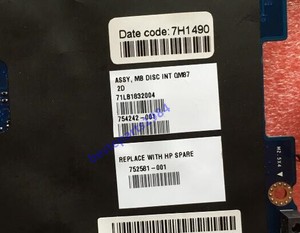 Date code: 7H1490
ASSY, MB DISC INT QM87
2D
71LB1832004
754242-001
REPLACE WITH HP SPARE
752581-001